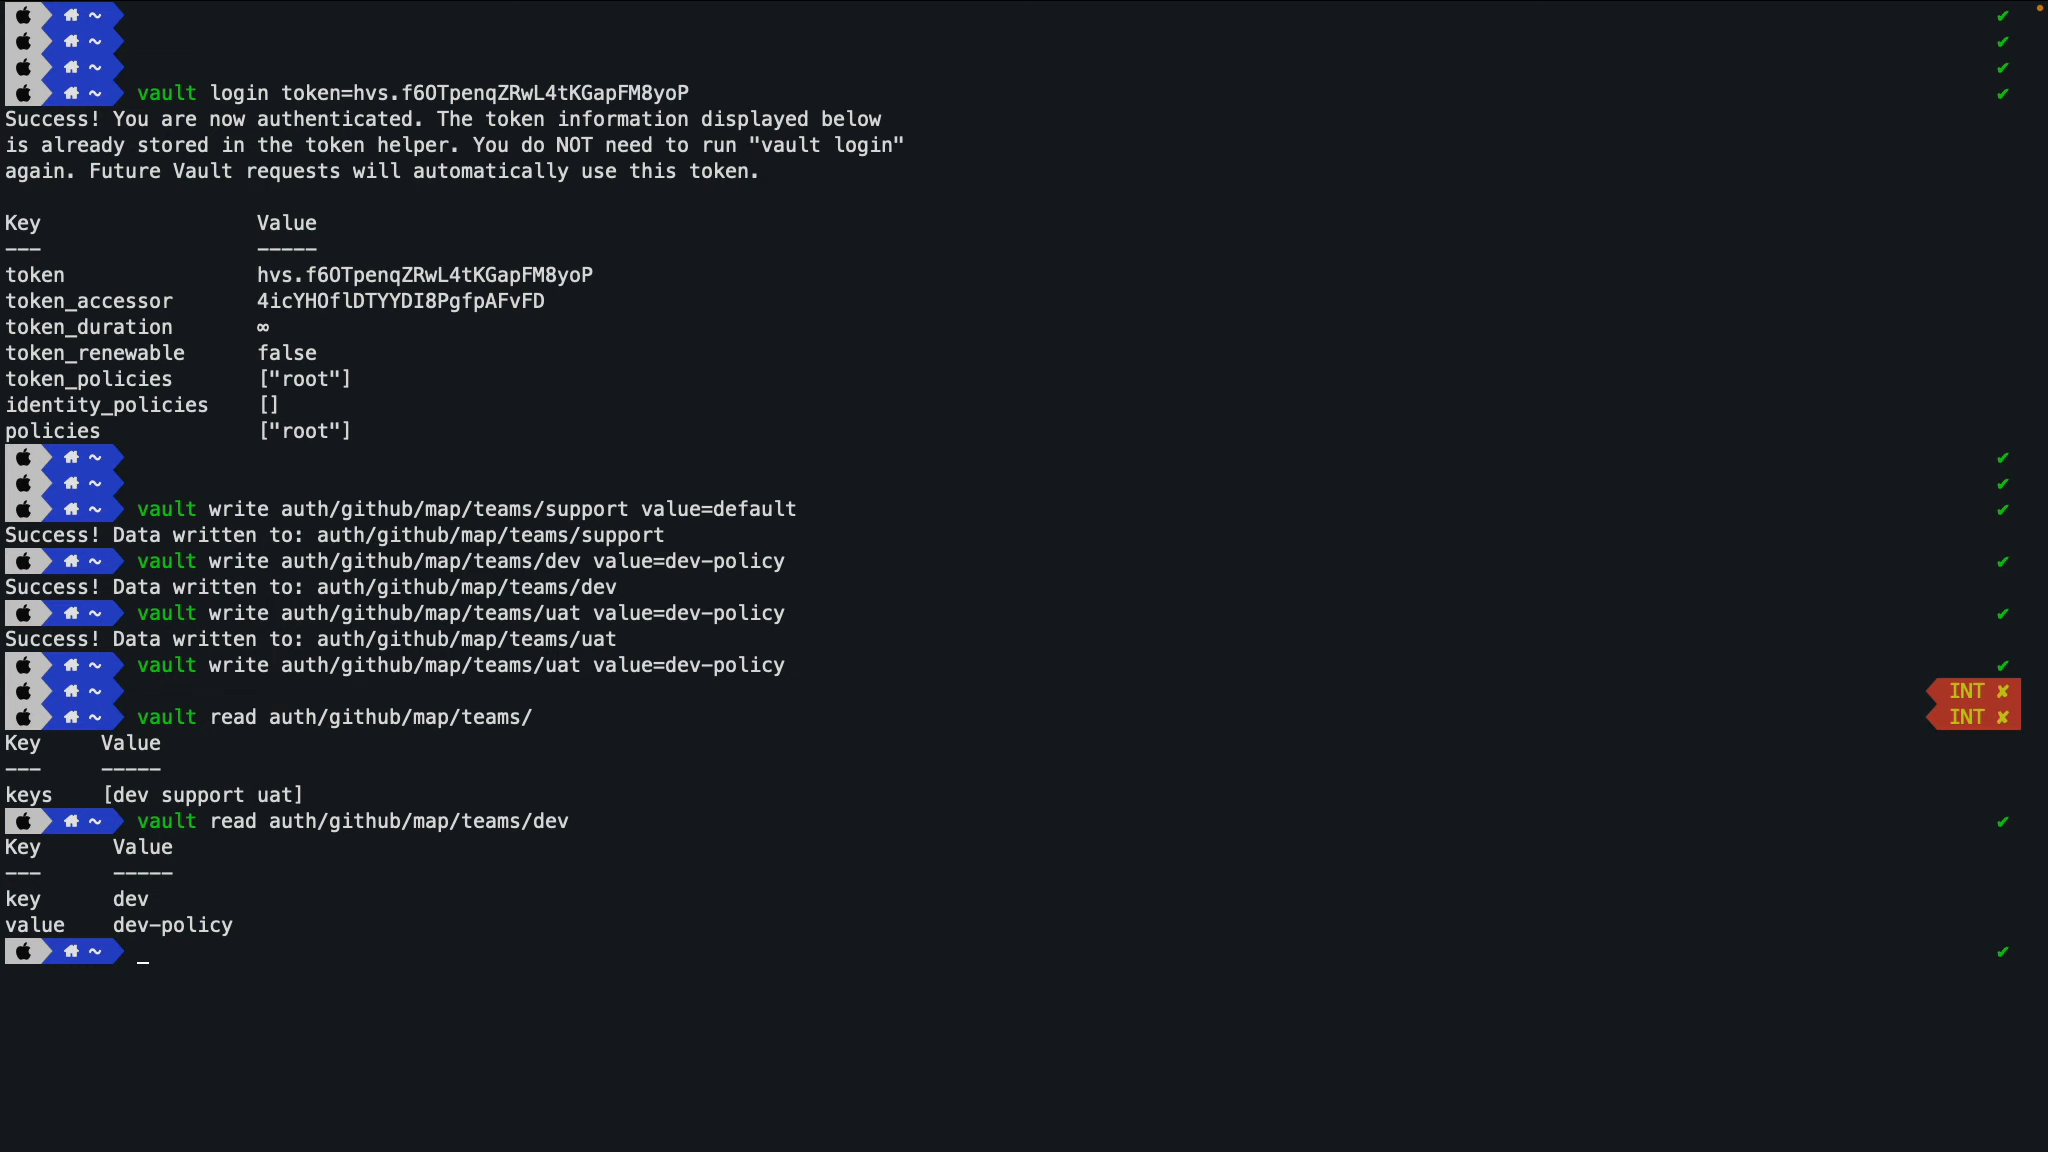 ~
~
~
~ vault login token=hvs.f6OTpenqZRwL4tKGapFM8yoP
Success! You are now authenticated. The token information displayed below
is already stored in the token helper. You do NOT need to run "vault login"
again. Future Vault requests will automatically use this token.
Key Value
--- -----
token hvs.f6OTpenqZRwL4tKGapFM8yoP
token_accessor 4icYHOflDTYYDI8PgfpAFvFD
token_duration ∞
token_renewable false
token_policies ["root"]
identity_policies []
policies ["root"]
~
~
~ vault write auth/github/map/teams/support value=default
Success! Data written to: auth/github/map/teams/support
~ vault write auth/github/map/teams/dev value=dev-policy
Success! Data written to: auth/github/map/teams/dev
~ vault write auth/github/map/teams/uat value=dev-policy
Success! Data written to: auth/github/map/teams/uat
~ vault write auth/github/map/teams/uat value=dev-policy
~ INT ✘
~ vault read auth/github/map/teams/ INT ✘
Key Value
--- -----
keys [dev support uat]
~ vault read auth/github/map/teams/dev
Key Value
--- -----
key dev
value dev-policy
~ _